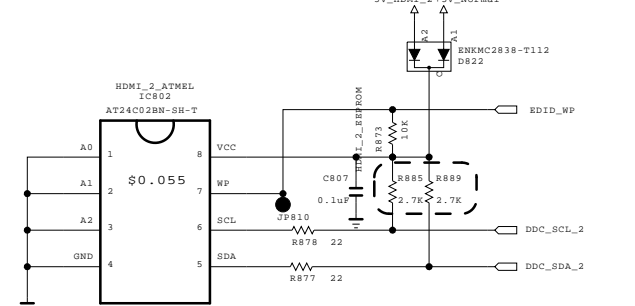 A2
A1
ENKMC2838-T112
D822
C
HDMI_2_ATMEL
IC802
AT24C02BN-SH-T
HDMI_2_EEPROM
R873
10K
EDID_WP
A0
1
8
VCC
$0.055
C807
0.1uF
R885
2.7K
R889
2.7K
A1
2
7
WP
JP810
A2
3
6
SCL
R878 22
DDC_SCL_2
GND
4
5
SDA
R877 22
DDC_SDA_2